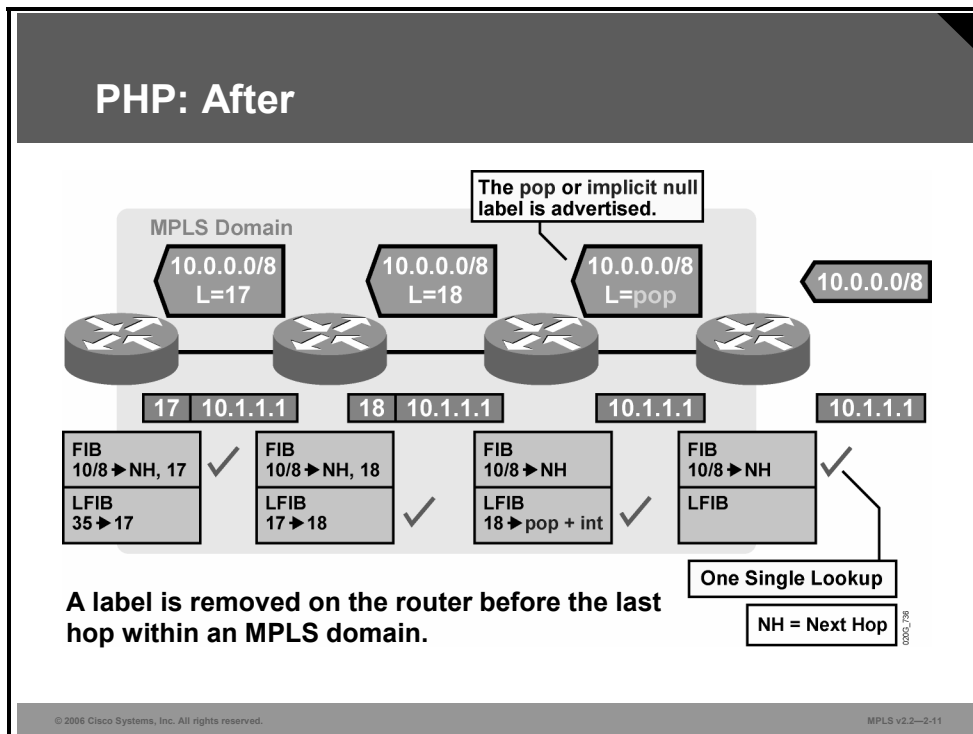 PHP: After
The pop or implicit null
label is advertised.
MPLS Domain
10.0.0.0/8
L=17
10.0.0.0/8
L=18
10.0.0.0/8
L=pop
10.0.0.0/8
17 10.1.1.1
18 10.1.1.1
10.1.1.1
10.1.1.1
FIB
10/8 → NH, 17
LFIB
35 → 17
FIB
10/8 → NH, 18
LFIB
17 → 18
FIB
10/8 → NH
LFIB
18 → pop + int
FIB
10/8 → NH
LFIB
One Single Lookup
NH = Next Hop
020G_736
A label is removed on the router before the last
hop within an MPLS domain.
© 2006 Cisco Systems, Inc. All rights reserved.
MPLS v2.2—2-11